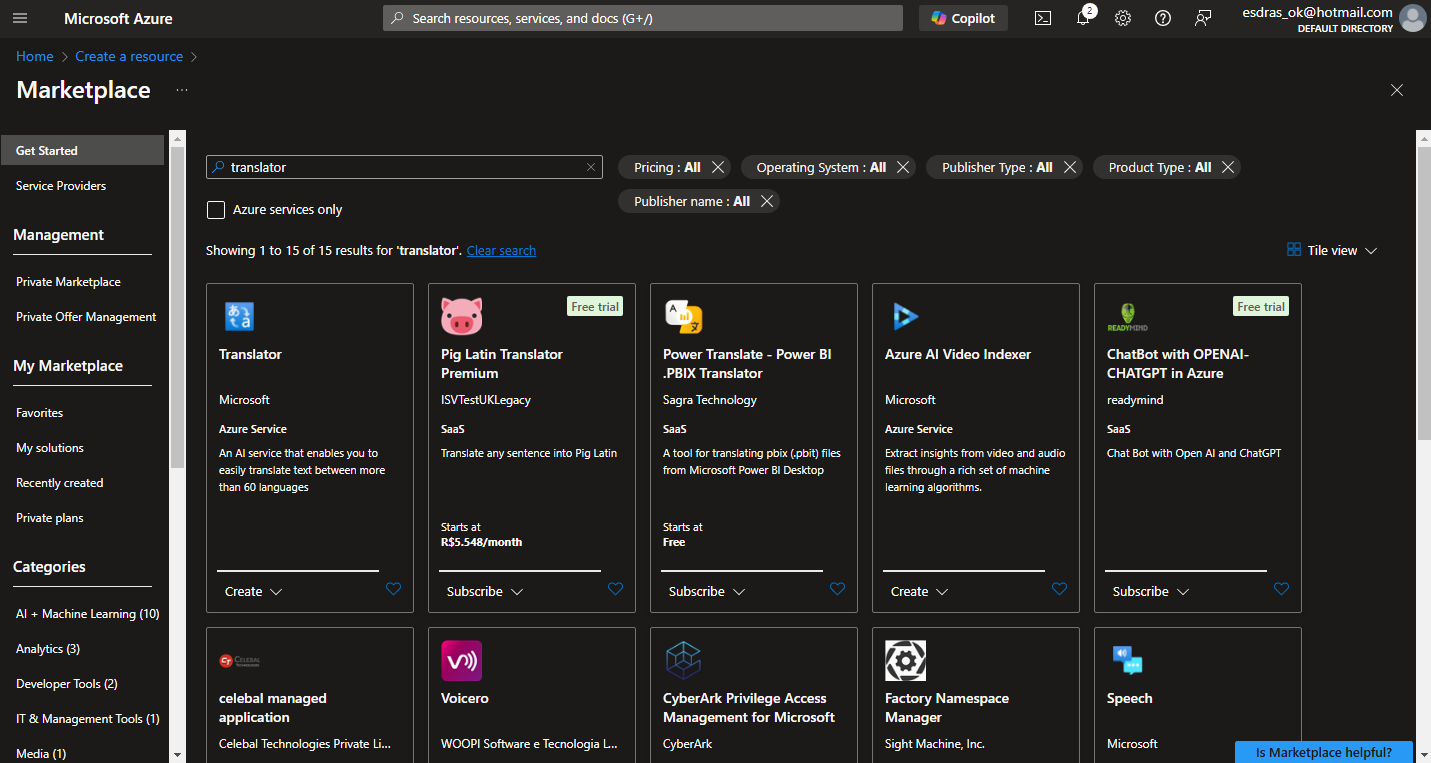 Microsoft Azure
Search resources, services, and docs (G+/)
Copilot
2
esdras_ok@hotmail.com
DEFAULT DIRECTORY
Home > Create a resource >
Marketplace ...
Get Started
Service Providers
Management
Private Marketplace
Private Offer Management
My Marketplace
Favorites
My solutions
Recently created
Private plans
Categories
AI + Machine Learning (10)
Analytics (3)
Developer Tools (2)
IT & Management Tools (1)
Media (1)
translator
Pricing : All
Operating System : All
Publisher Type : All
Product Type : All
Publisher name : All
Azure services only
Showing 1 to 15 of 15 results for 'translator'. Clear search
Tile view
あ
た a
Translator
Microsoft
Azure Service
An AI service that enables you to
easily translate text between more
than 60 languages
Create
Free trial
Pig Latin Translator
Premium
ISVTestUKLegacy
SaaS
Translate any sentence into Pig Latin
Starts at
R$5.548/month
Subscribe
A
文
Power Translate - Power BI
.PBIX Translator
Sagra Technology
SaaS
A tool for translating pbix (.pbit) files
from Microsoft Power BI Desktop
Starts at
Free
Subscribe
Azure AI Video Indexer
Microsoft
Azure Service
Extract insights from video and audio
files through a rich set of machine
learning algorithms.
Create
READYMIND
Free trial
ChatBot with OPENAI-
CHATGPT in Azure
readymind
SaaS
Chat Bot with Open AI and ChatGPT
Subscribe
CELEBAL
celebal managed
application
Celebal Technologies Private Li...
Voicero
WOOPI Software e Tecnologia L...
CyberArk Privilege Access
Management for Microsoft
CyberArk
Factory Namespace
Manager
Sight Machine, Inc.
Speech
Microsoft
Is Marketplace helpful?